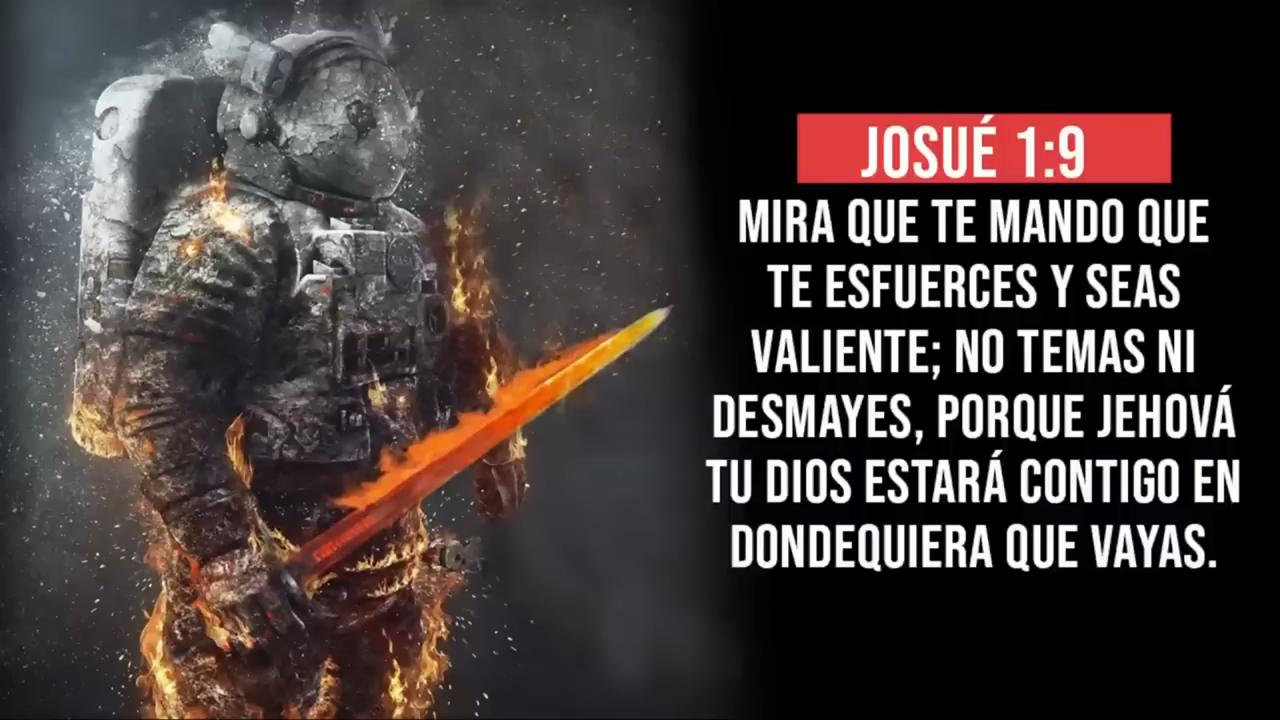 JOSUÉ 1:9
MIRA QUE TE MANDO QUE
TE ESFUERCES Y SEAS
VALIENTE; NO TEMAS NI
DESMAYES, PORQUE JEHOVÁ
TU DIOS ESTARÁ CONTIGO EN
DONDEQUIERA QUE VAYAS.